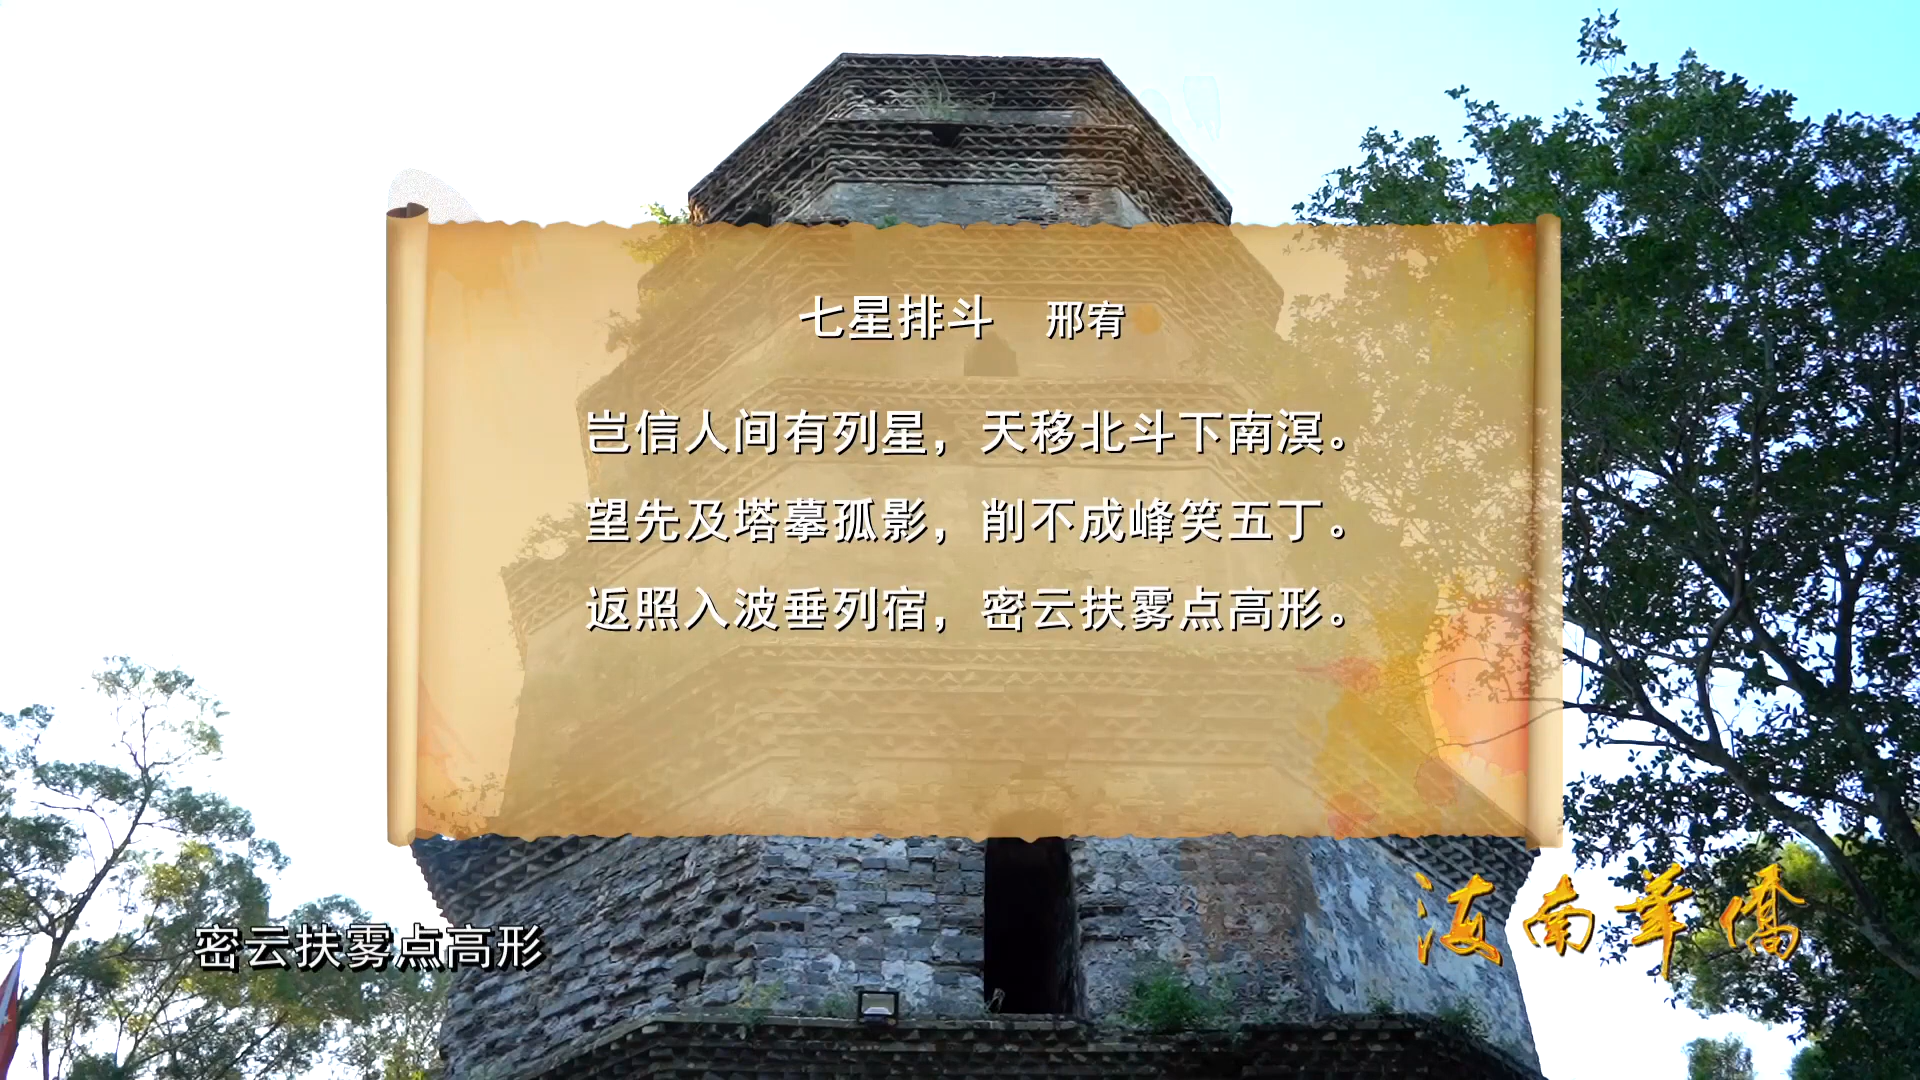 七星排斗 邢宥
岂信人间有列星，天移北斗下南溟。
望先及塔摹孤影，削不成峰笑五丁。
返照入波垂列宿，密云扶雾点高形。
密云扶雾点高形
海南华侨